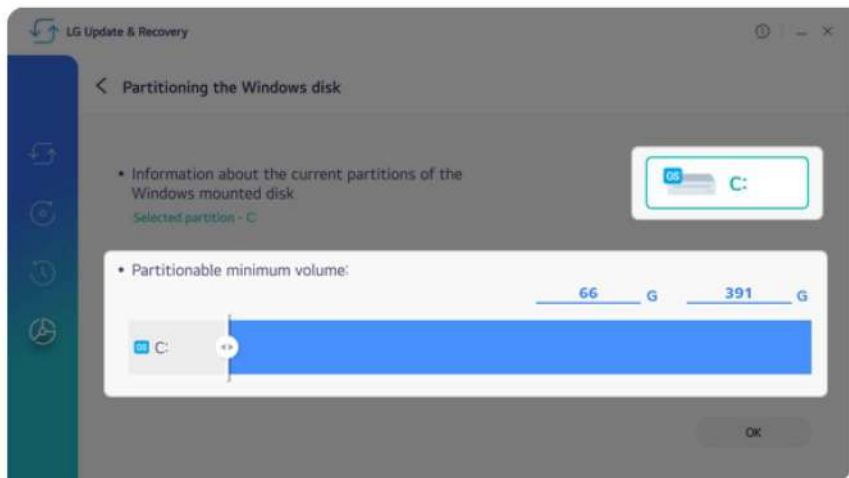 LG Update & Recovery
Partitioning the Windows disk
• Information about the current partitions of the
Windows mounted disk
Selected partition - C:
OS C:
• Partitionable minimum volume:
66 G 391 G
OS C:
OK